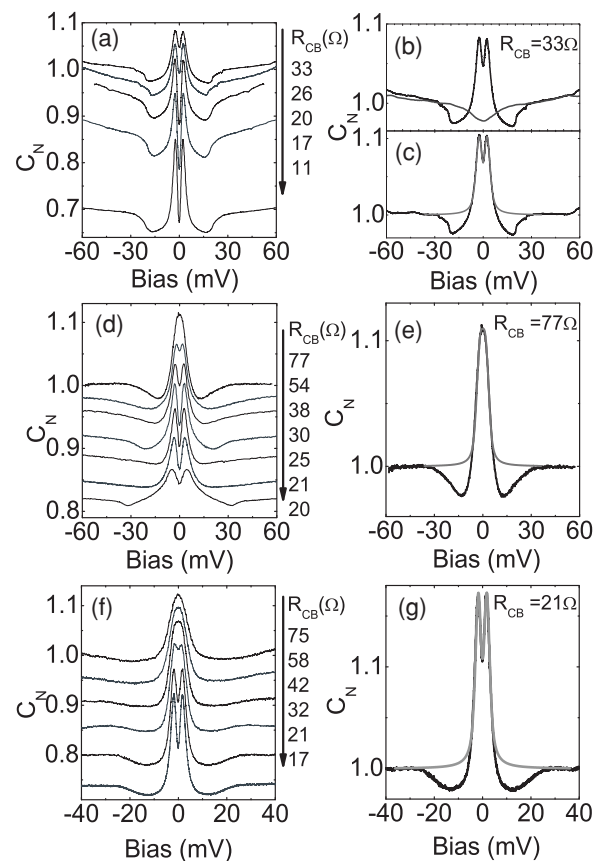 (a)
R_CB(Ω)
33
26
20
17
11
1.1
1.0
0.9
0.8
0.7
C_N
-60 -30 0 30 60
Bias (mV)
(b)
R_CB =33Ω
1.0
C_N
(c)
1.0
-60 -30 0 30 60
Bias (mV)
(d)
R_CB(Ω)
77
54
38
30
25
21
20
1.1
1.0
0.9
0.8
C_N
-60 -30 0 30 60
Bias (mV)
(e)
R_CB =77Ω
1.1
1.0
C_N
-60 -30 0 30 60
Bias (mV)
(f)
R_CB(Ω)
75
58
42
32
21
17
1.1
1.0
0.9
0.8
C_N
-40 -20 0 20 40
Bias (mV)
(g)
R_CB =21Ω
1.1
1.0
C_N
-40 -20 0 20 40
Bias (mV)